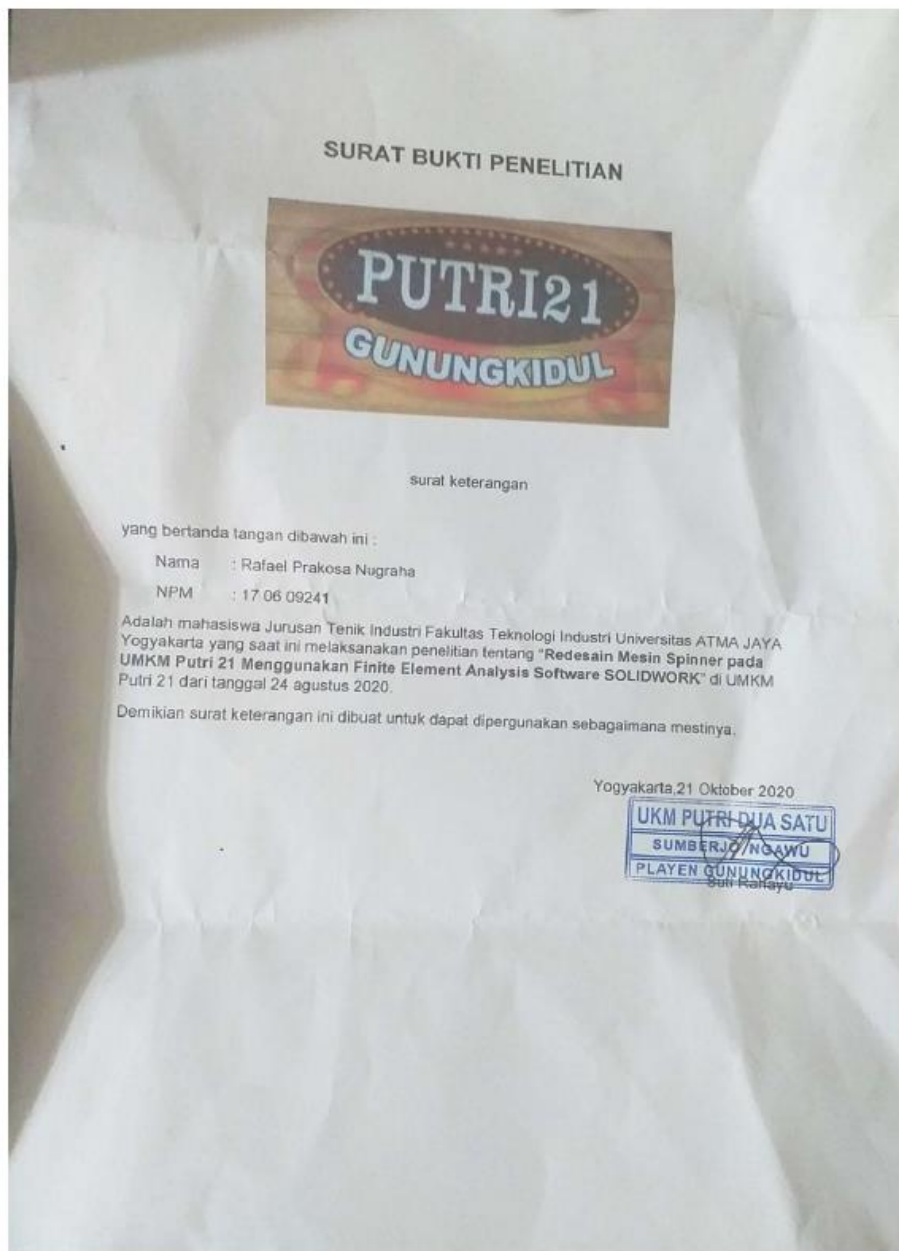 SURAT BUKTI PENELITIAN
PUTRI21
GUNUNGKIDUL
surat keterangan
yang bertanda tangan dibawah ini :
Nama : Rafael Prakosa Nugraha
NPM : 17 06 09241
Adalah mahasiswa Jurusan Tenik Industri Fakultas Teknologi Industri Universitas ATMA JAYA
Yogyakarta yang saat ini melaksanakan penelitian tentang "Redesain Mesin Spinner pada
UMKM Putri 21 Menggunakan Finite Element Analysis Software SOLIDWORK" di UMKM
Putri 21 dari tanggal 24 agustus 2020.
Demikian surat keterangan ini dibuat untuk dapat dipergunakan sebagaimana mestinya.
Yogyakarta,21 Oktober 2020
UKM PUTRI DUA SATU
SUMBERJO/NGAWU
PLAYEN GUNUNGKIDUL
Rahayu